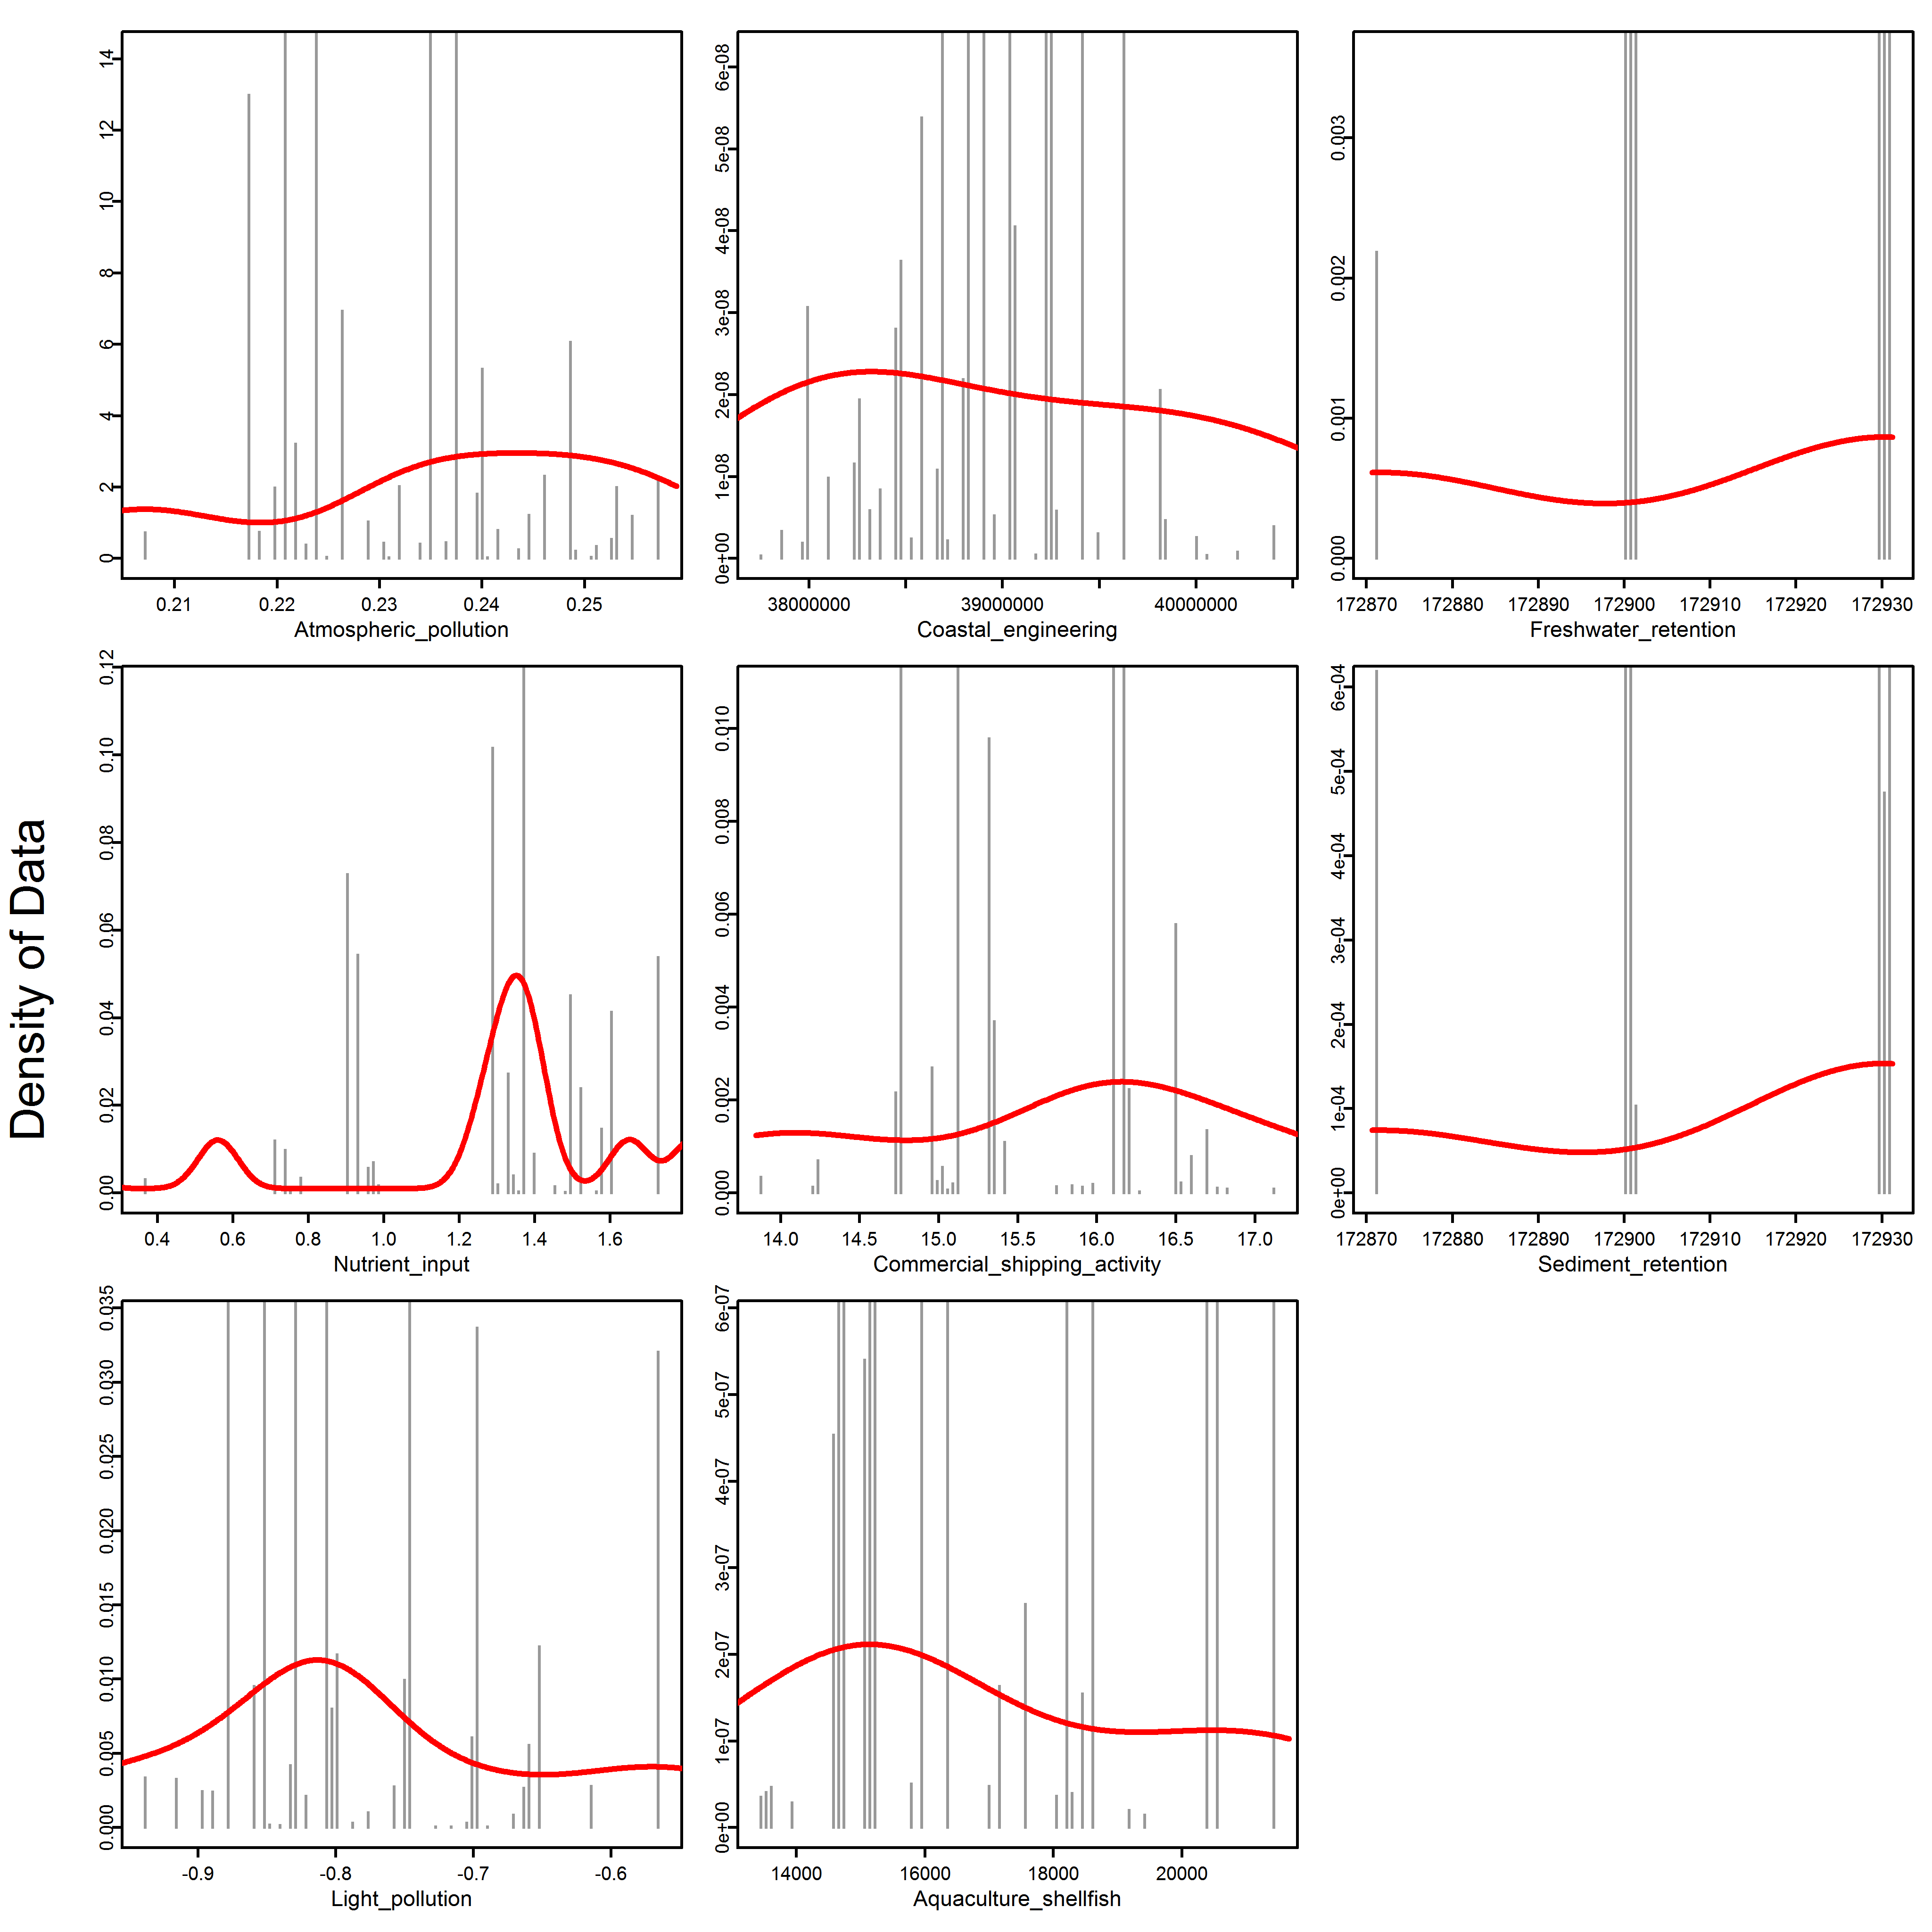 Density of Data
14
12
10
8
6
4
2
0
0.21 0.22 0.23 0.24 0.25
Atmospheric_pollution
6e-08
5e-08
4e-08
3e-08
2e-08
1e-08
0e+00
38000000 39000000 40000000
Coastal_engineering
0.003
0.002
0.001
0.000
172870 172880 172890 172900 172910 172920 172930
Freshwater_retention
0.12
0.10
0.08
0.06
0.04
0.02
0.00
0.4 0.6 0.8 1.0 1.2 1.4 1.6
Nutrient_input
0.010
0.008
0.006
0.004
0.002
0.000
14.0 14.5 15.0 15.5 16.0 16.5 17.0
Commercial_shipping_activity
6e-04
5e-04
4e-04
3e-04
2e-04
1e-04
0e+00
172870 172880 172890 172900 172910 172920 172930
Sediment_retention
0.035
0.030
0.025
0.020
0.015
0.010
0.005
0.000
-0.9 -0.8 -0.7 -0.6
Light_pollution
6e-07
5e-07
4e-07
3e-07
2e-07
1e-07
0e+00
14000 16000 18000 20000
Aquaculture_shellfish